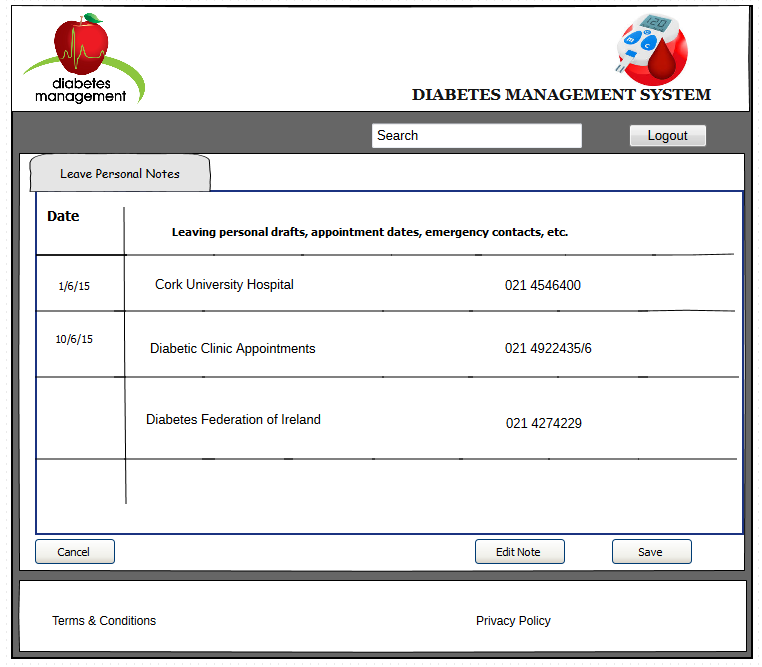 diabetes
management
120
M
C
DIABETES MANAGEMENT SYSTEM
Search
Logout
Leave Personal Notes
Date
Leaving personal drafts, appointment dates, emergency contacts, etc.
1/6/15 Cork University Hospital 021 4546400
10/6/15 Diabetic Clinic Appointments 021 4922435/6
Diabetes Federation of Ireland 021 4274229
Cancel Edit Note Save
Terms & Conditions Privacy Policy